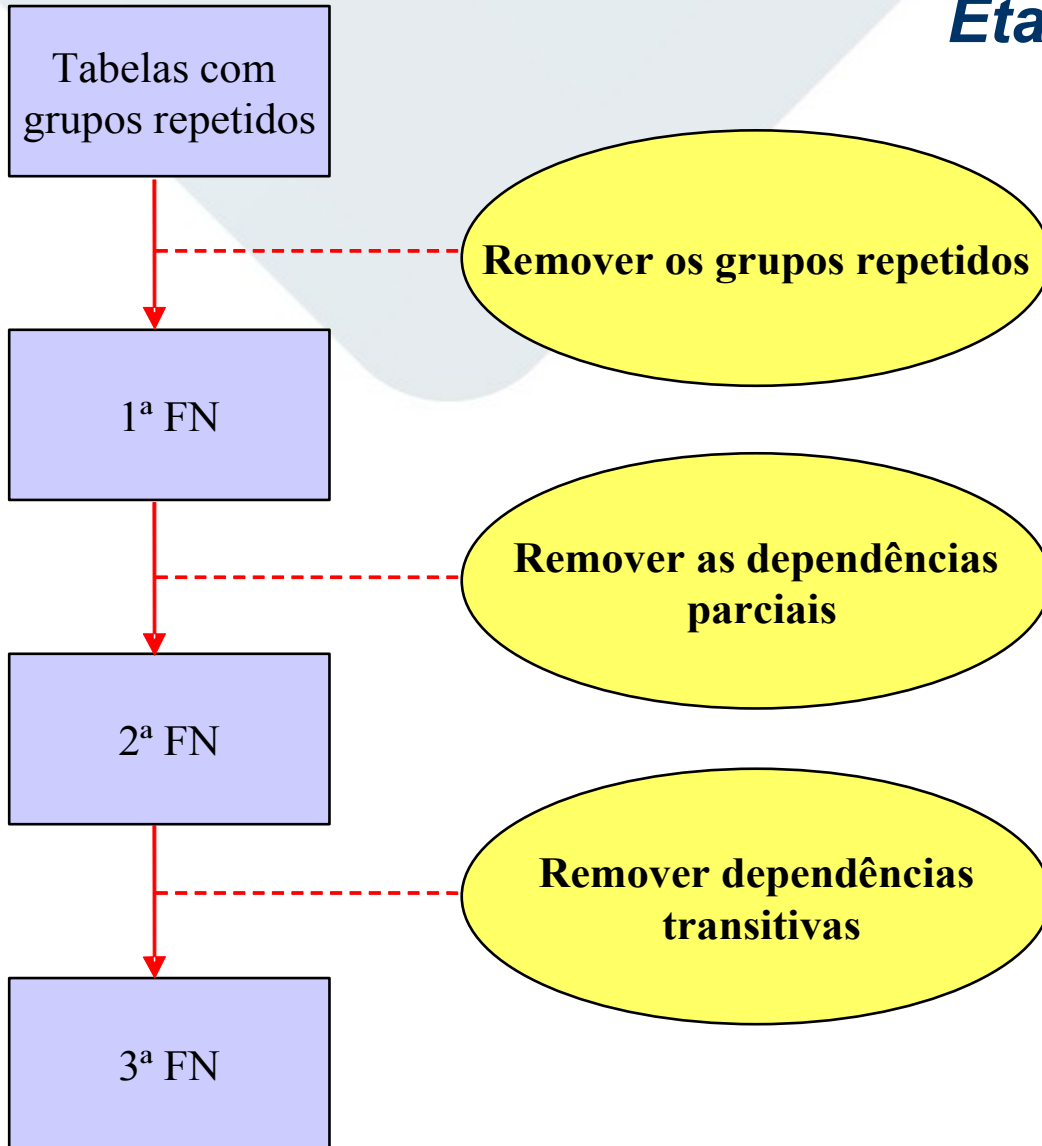 Eta
Tabelas com
grupos repetidos
Remover os grupos repetidos
1ª FN
Remover as dependências
parciais
2ª FN
Remover dependências
transitivas
3ª FN